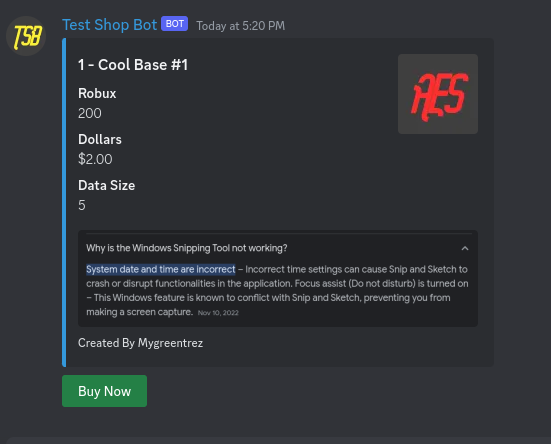 TSB
Test Shop Bot BOT Today at 5:20 PM
1 - Cool Base #1
AES
Robux
200
Dollars
$2.00
Data Size
5
Why is the Windows Snipping Tool not working?
System date and time are incorrect – Incorrect time settings can cause Snip and Sketch to
crash or disrupt functionalities in the application. Focus assist (Do not disturb) is turned on
– This Windows feature is known to conflict with Snip and Sketch, preventing you from
making a screen capture. Nov 10, 2022
Created By Mygreentrez
Buy Now